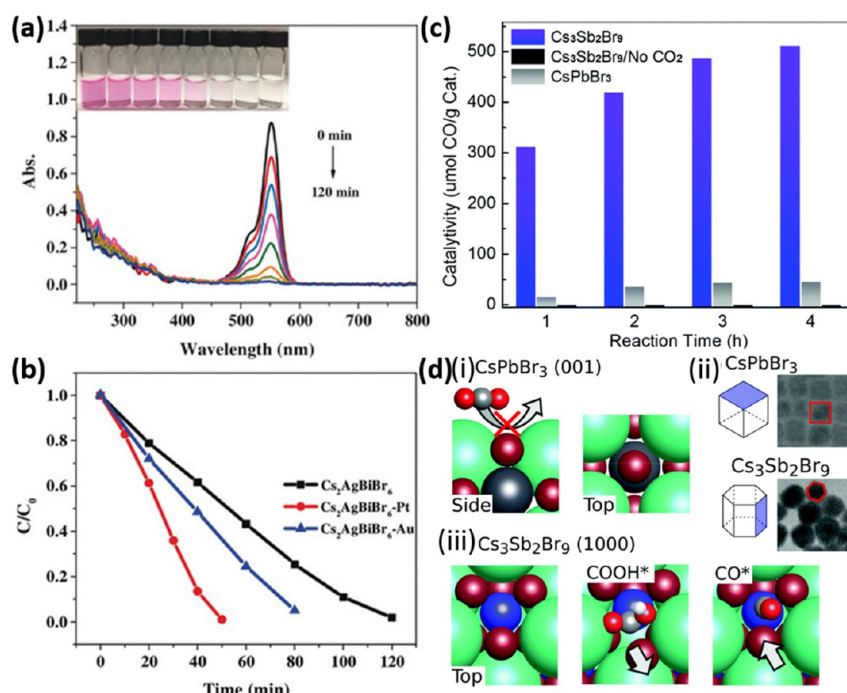 (a)
1.4
1.2
1.0
0.8
0.6
0.4
0.2
0.0
Abs.
0 min
120 min
300 400 500 600 700 800
Wavelength (nm)
(b)
1.0
0.8
0.6
0.4
0.2
0.0
C/C₀
Cs₂AgBiBr₆
Cs₂AgBiBr₆-Pt
Cs₂AgBiBr₆-Au
0 20 40 60 80 100 120
Time (min)
(c)
Cs₃Sb₂Br₉
Cs₃Sb₂Br₉/No CO₂
CsPbBr₃
500
400
300
200
100
0
Catalytivity (umol CO/g Cat.)
1 2 3 4
Reaction Time (h)
(d) (i) CsPbBr₃ (001)
Side
Top
(ii)
CsPbBr₃
Cs₃Sb₂Br₉
(iii) Cs₃Sb₂Br₉ (1000)
COOH*
CO*
Top